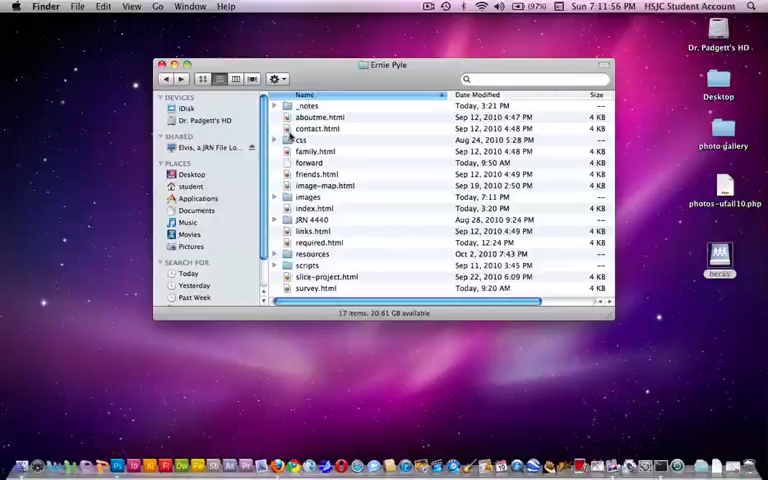 Finder File Edit View Go Window Help (97%) Sun 7:11:56 AM HSJC Student Account
Ernie Pyle
Name Date Modified Size
DEVICES
iDisk
Dr. Padgett's HD
SHARED
Elvis, a JRN File Lo...
PLACES
Desktop
student
Applications
Documents
Music
Movies
Pictures
SEARCH FOR
Today
Yesterday
Past Week
_notes Today, 3:21 PM --
aboutme.html Sep 12, 2010 4:47 PM 4 KB
contact.html Sep 12, 2010 4:48 PM 4 KB
css Aug 24, 2010 5:28 PM --
family.html Sep 12, 2010 4:48 PM 4 KB
forward Today, 9:50 AM 4 KB
friends.html Sep 12, 2010 4:49 PM 4 KB
image-map.html Sep 19, 2010 2:50 PM 4 KB
images Today, 7:11 PM --
index.html Today, 3:20 PM 4 KB
JRN 4440 Aug 28, 2010 9:24 PM --
links.html Sep 12, 2010 4:49 PM 4 KB
required.html Today, 12:24 PM 4 KB
resources Oct 2, 2010 7:43 PM --
scripts Sep 11, 2010 3:45 PM --
slice-project.html Sep 22, 2010 6:09 PM 4 KB
survey.html Today, 9:20 AM 4 KB
17 items, 20.61 GB available
Dr. Padgett's HD
Desktop
photo-gallery
photos-ufall10.php
becky